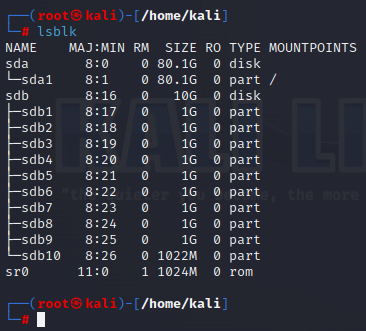 ┌──(root㉿kali)-[/home/kali]
└─# lsblk
NAME    MAJ:MIN RM  SIZE RO TYPE MOUNTPOINTS
sda       8:0    0 80.1G  0 disk
└─sda1    8:1    0 80.1G  0 part /
sdb       8:16   0   10G  0 disk
├─sdb1    8:17   0    1G  0 part
├─sdb2    8:18   0    1G  0 part
├─sdb3    8:19   0    1G  0 part
├─sdb4    8:20   0    1G  0 part
├─sdb5    8:21   0    1G  0 part
├─sdb6    8:22   0    1G  0 part
├─sdb7    8:23   0    1G  0 part
├─sdb8    8:24   0    1G  0 part
├─sdb9    8:25   0    1G  0 part
└─sdb10   8:26   0 1022M  0 part
sr0      11:0    1 1024M  0 rom
┌──(root㉿kali)-[/home/kali]
└─#